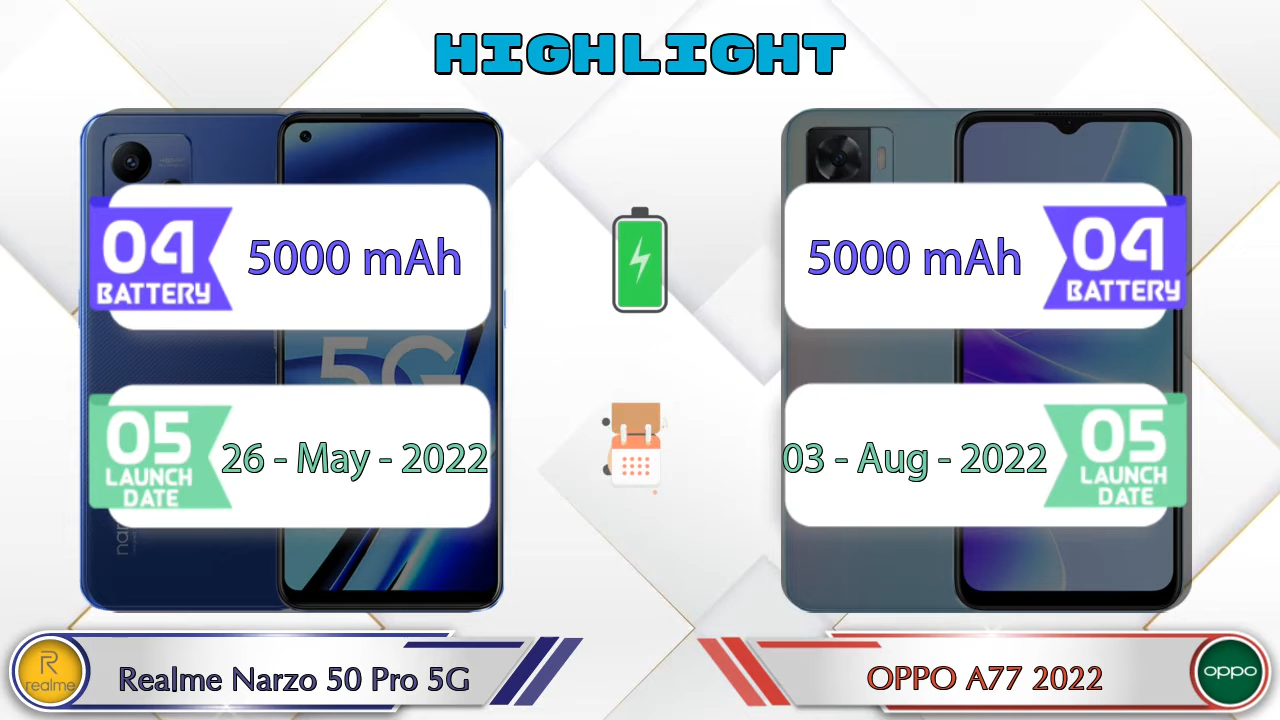 HIGHLIGHT
04
BATTERY
5000 mAh
5000 mAh
04
BATTERY
5G
05
LAUNCH
DATE
26 - May - 2022
03 - Aug - 2022
05
LAUNCH
DATE
R
realme
Realme Narzo 50 Pro 5G
OPPO A77 2022
oppo